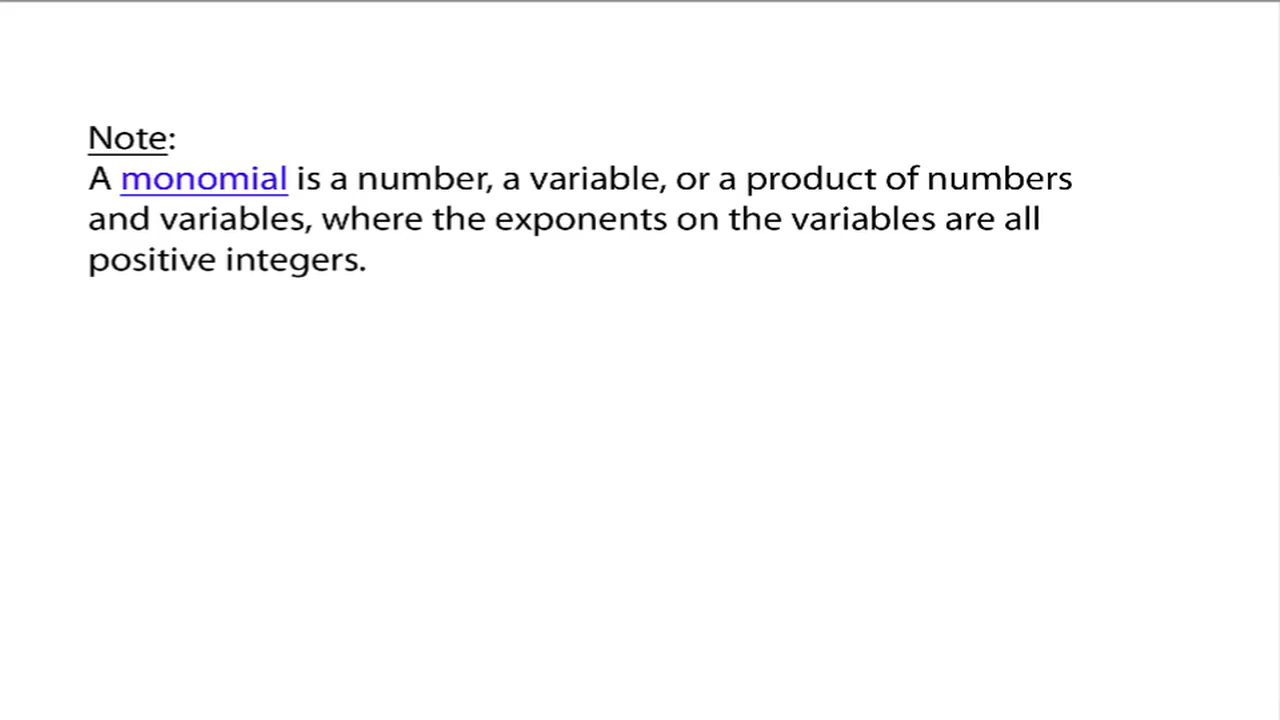 Note:
A monomial is a number, a variable, or a product of numbers
and variables, where the exponents on the variables are all
positive integers.